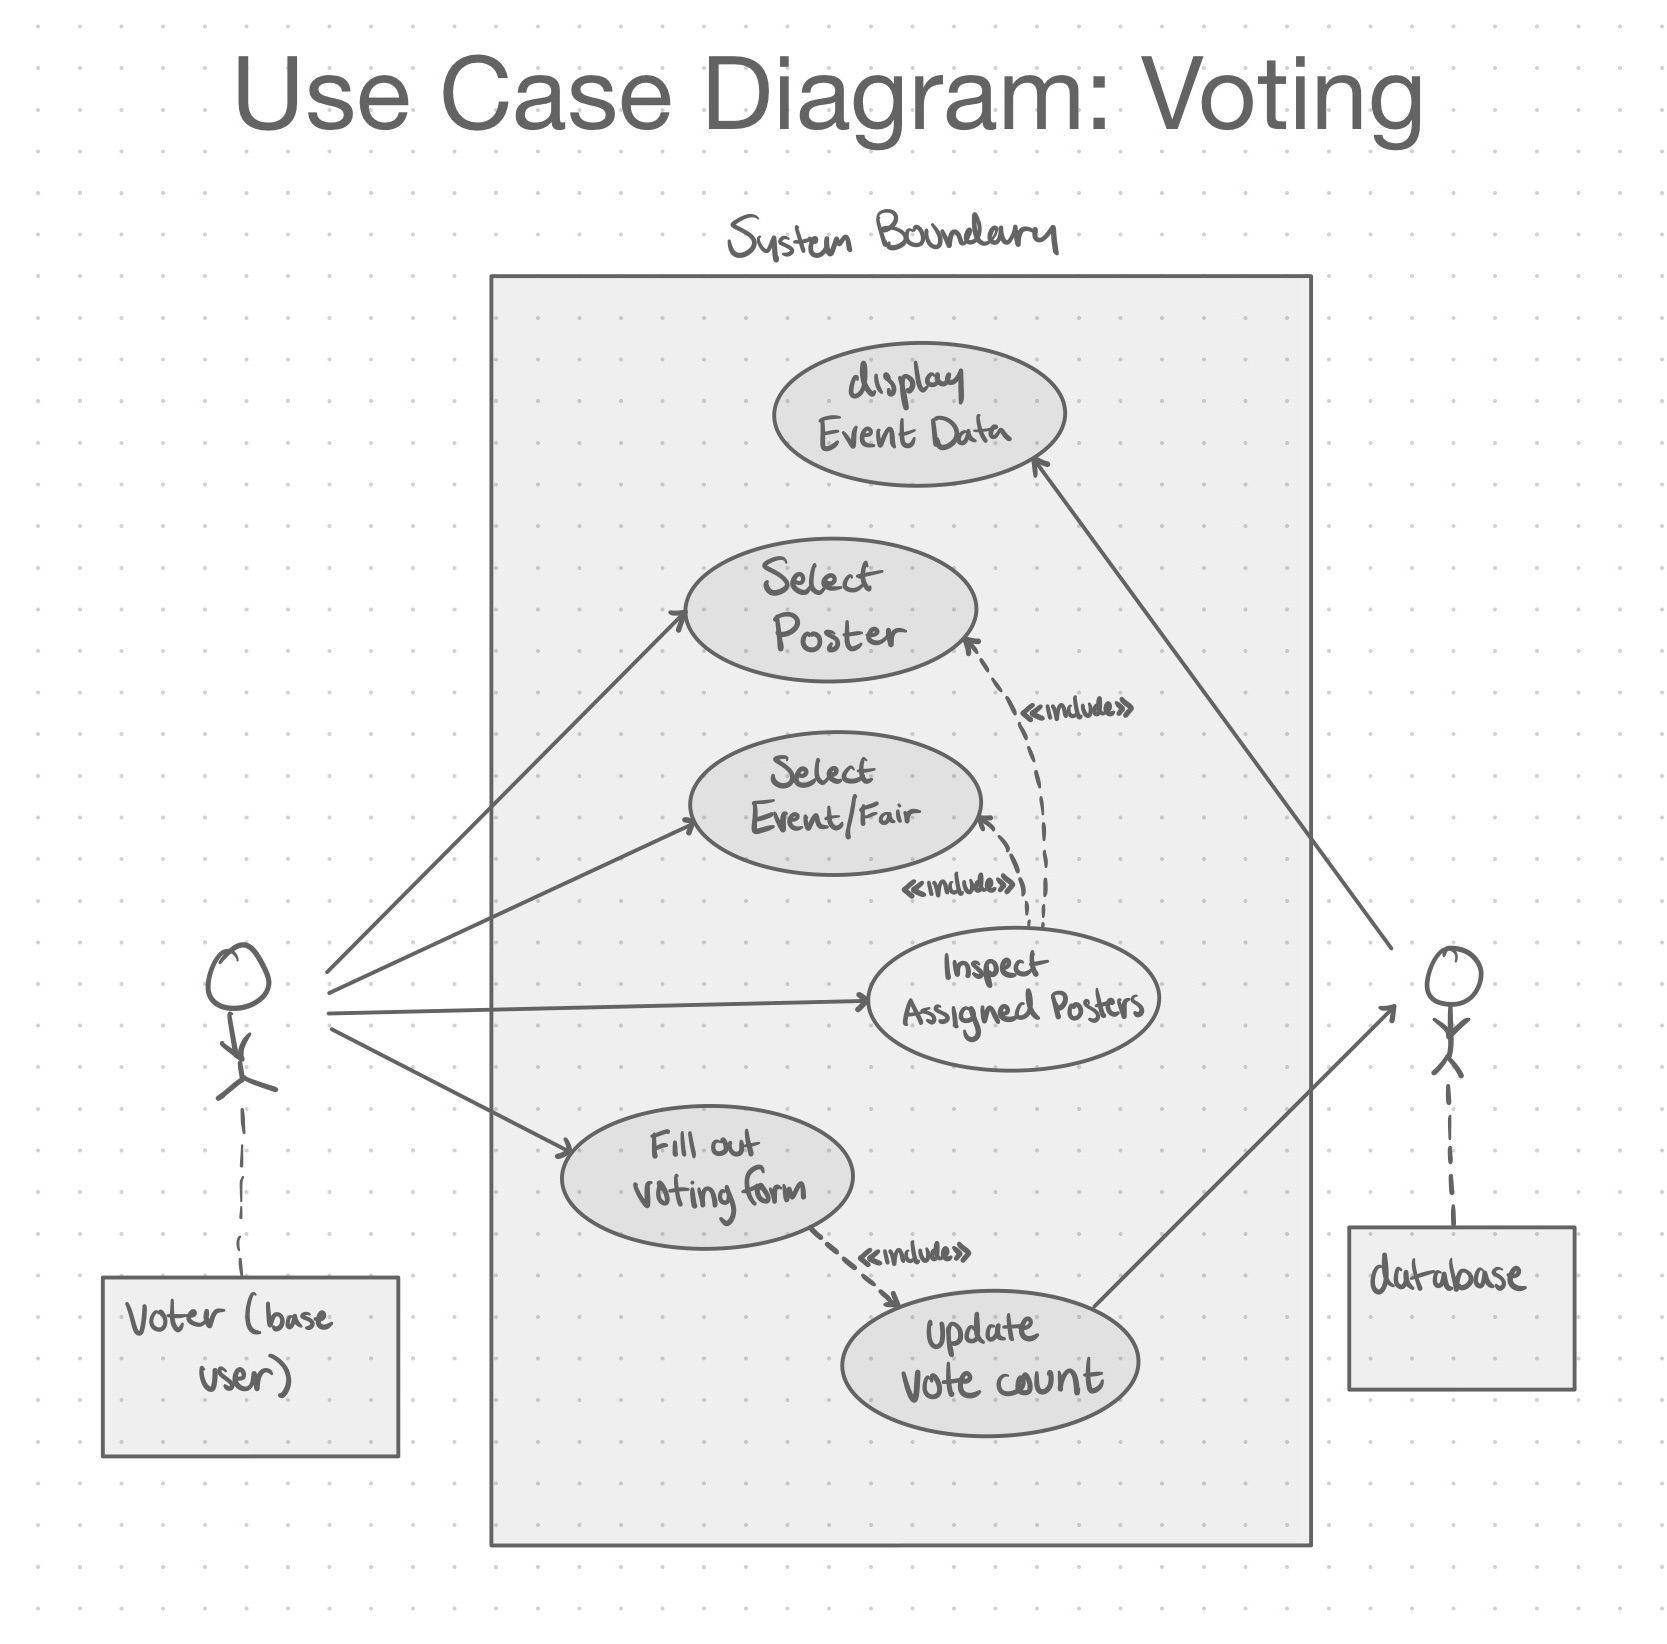 Use Case Diagram: Voting
System Boundary
display
Event Data
Select
Poster
<<include>>
Select
Event/Fair
<<include>>
Inspect
Assigned Posters
Fill out
voting form
<<include>>
update
vote count
Voter (base
user)
database